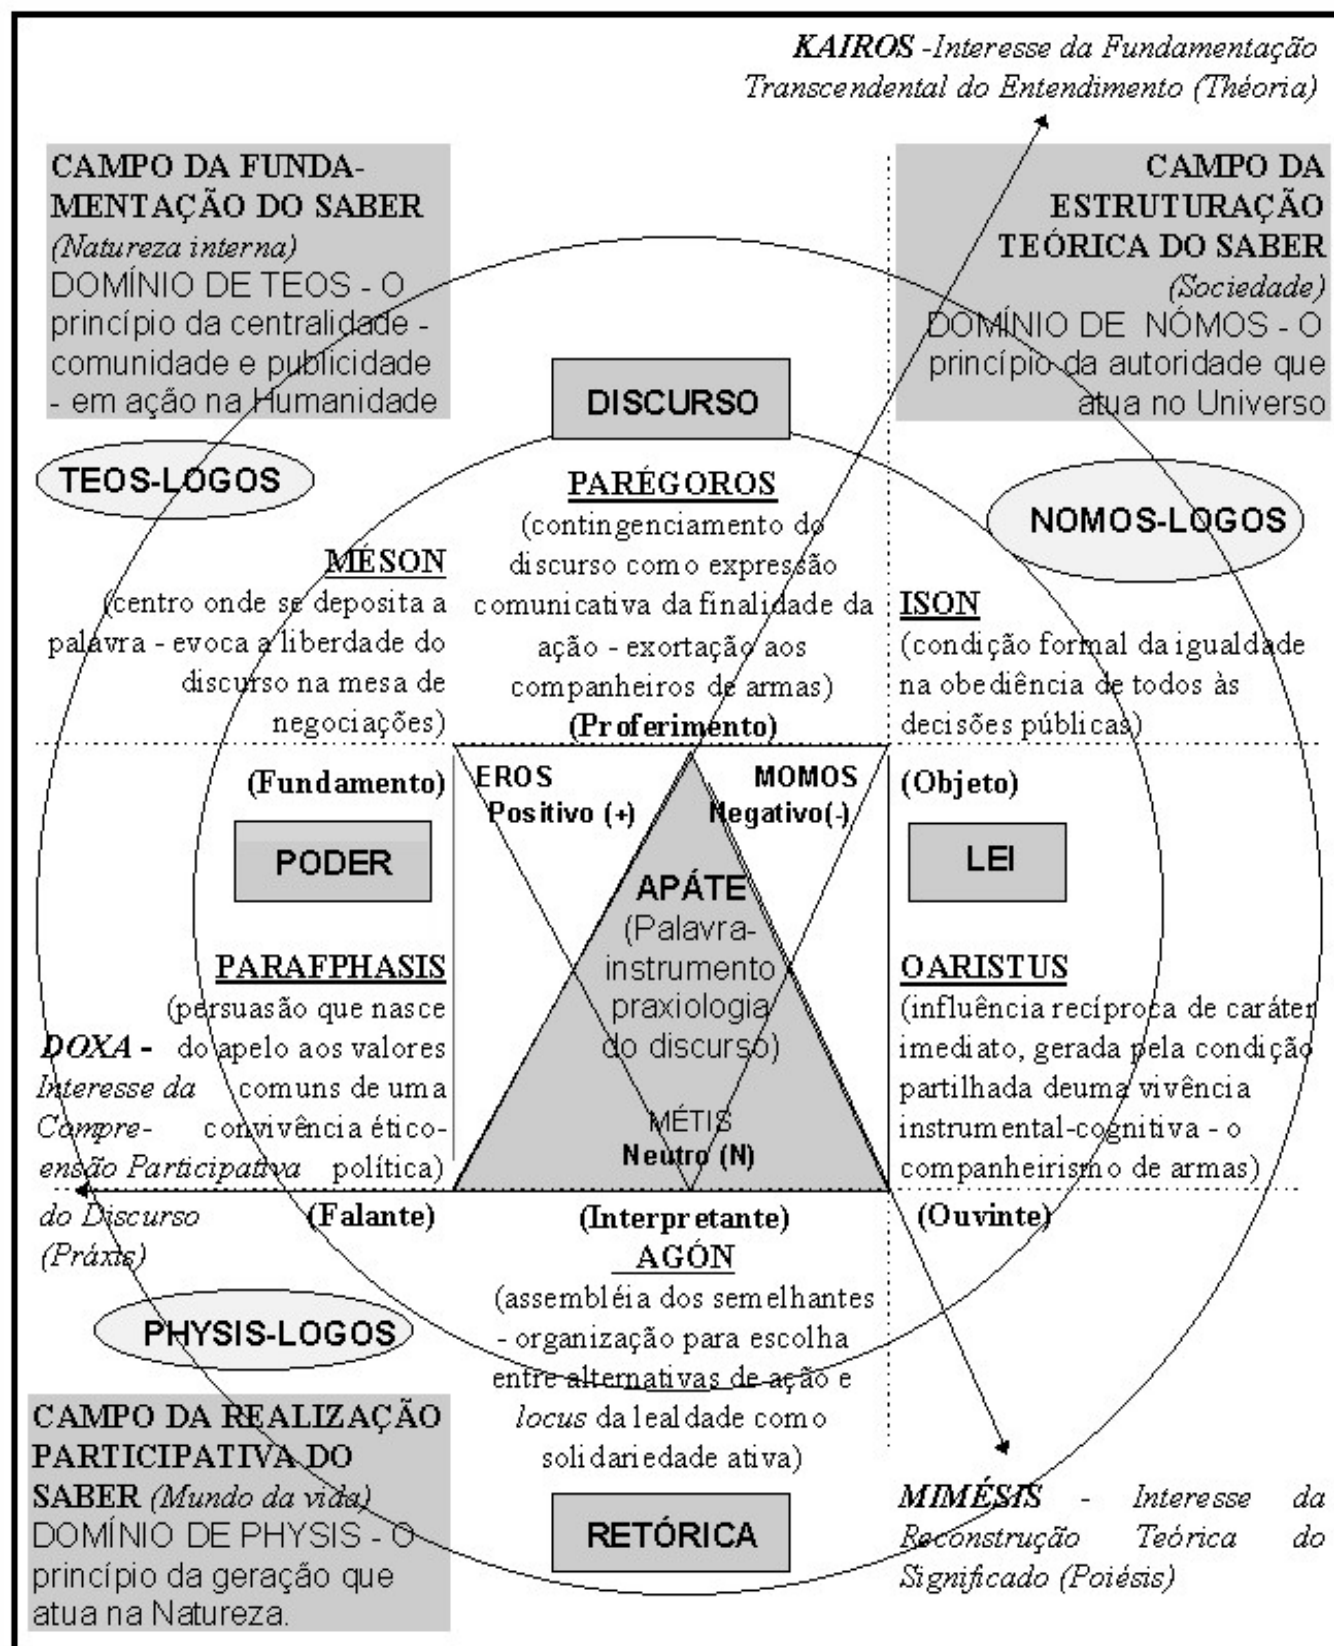 KAIROS -Interesse da Fundamentação
Transcendental do Entendimento (Théoria)
CAMPO DA FUNDA-
MENTAÇÃO DO SABER
(Natureza interna)
DOMÍNIO DE TEOS - O
princípio da centralidade -
comunidade e publicidade
- em ação na Humanidade
CAMPO DA
ESTRUTURAÇÃO
TEÓRICA DO SABER
(Sociedade)
DOMÍNIO DE NÓMOS - O
princípio da autoridade que
atua no Universo
DISCURSO
TEOS-LOGOS
NOMOS-LOGOS
MÉSON
(centro onde se deposita a
palavra - evoca a liberdade do
discurso na mesa de
negociações)
PARÉGOROS
(contingenciamento do
discurso como expressão
comunicativa da finalidade da
ação - exortação aos
companheiros de armas)
(Proferimento)
ISON
(condição formal da igualdade
na obediência de todos às
decisões públicas)
(Fundamento)
PODER
EROS
Positivo (+)
MOMOS
Negativo(-)
(Objeto)
LEI
APÁTE
(Palavra-
instrumento
praxiologia
do discurso)
MÉTIS
Neutro (N)
PARAFPHASIS
(persuasão que nasce
do apelo aos valores
comuns de uma
convivência ético-
política)
DOXA -
Interesse da
Compre-
ensão Participativa
do Discurso
(Práxis)
OARISTUS
(influência recíproca de caráter
imediato, gerada pela condição
partilhada deuma vivência
instrumental-cognitiva - o
companheirismo de armas)
(Falante)
(Interpretante)
(Ouvinte)
AGÓN
(assembléia dos semelhantes
- organização para escolha
entre alternativas de ação e
locus da lealdade como
solidariedade ativa)
PHYSIS-LOGOS
CAMPO DA REALIZAÇÃO
PARTICIPATIVA DO
SABER (Mundo da vida)
DOMÍNIO DE PHYSIS - O
princípio da geração que
atua na Natureza.
RETÓRICA
MIMÉSIS - Interesse da
Reconstrução Teórica do
Significado (Poiésis)